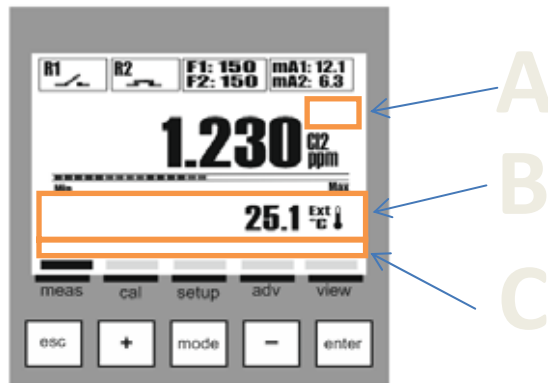 R1
R2
F1: 150
F2: 150
mA1: 12.1
mA2: 6.3
A
1.230 Cl2
ppm
Min Max
B
25.1 Ext
°C
C
meas cal setup adv view
esc + mode - enter